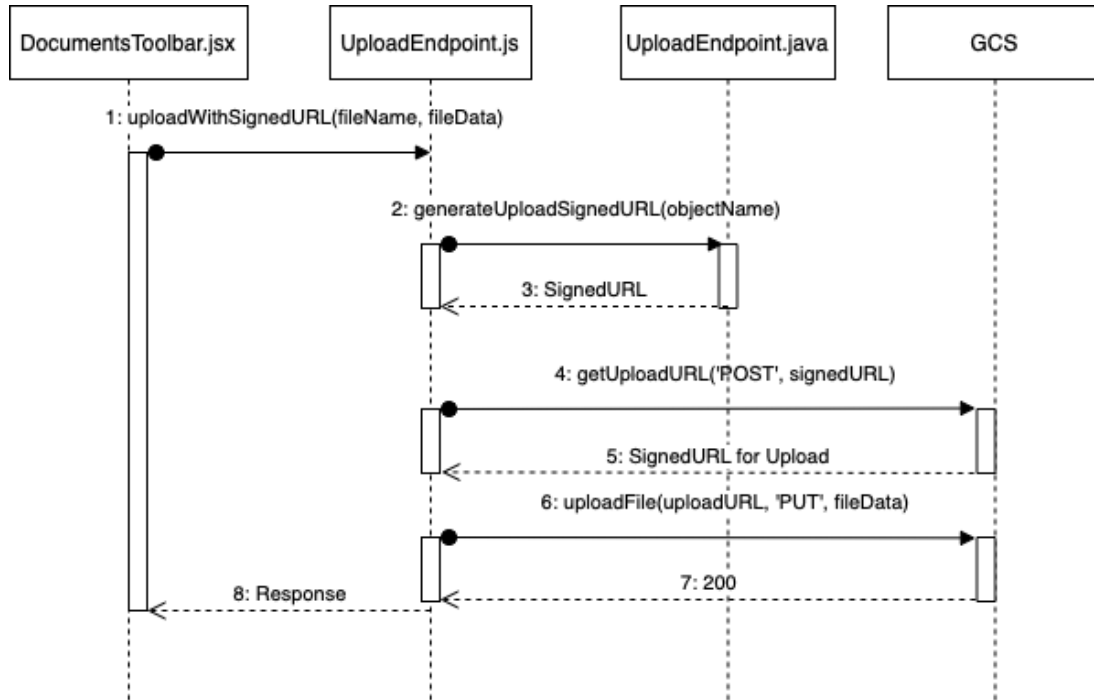 DocumentsToolbar.jsx
UploadEndpoint.js
UploadEndpoint.java
GCS
1: uploadWithSignedURL(fileName, fileData)
2: generateUploadSignedURL(objectName)
3: SignedURL
4: getUploadURL('POST', signedURL)
5: SignedURL for Upload
6: uploadFile(uploadURL, 'PUT', fileData)
7: 200
8: Response